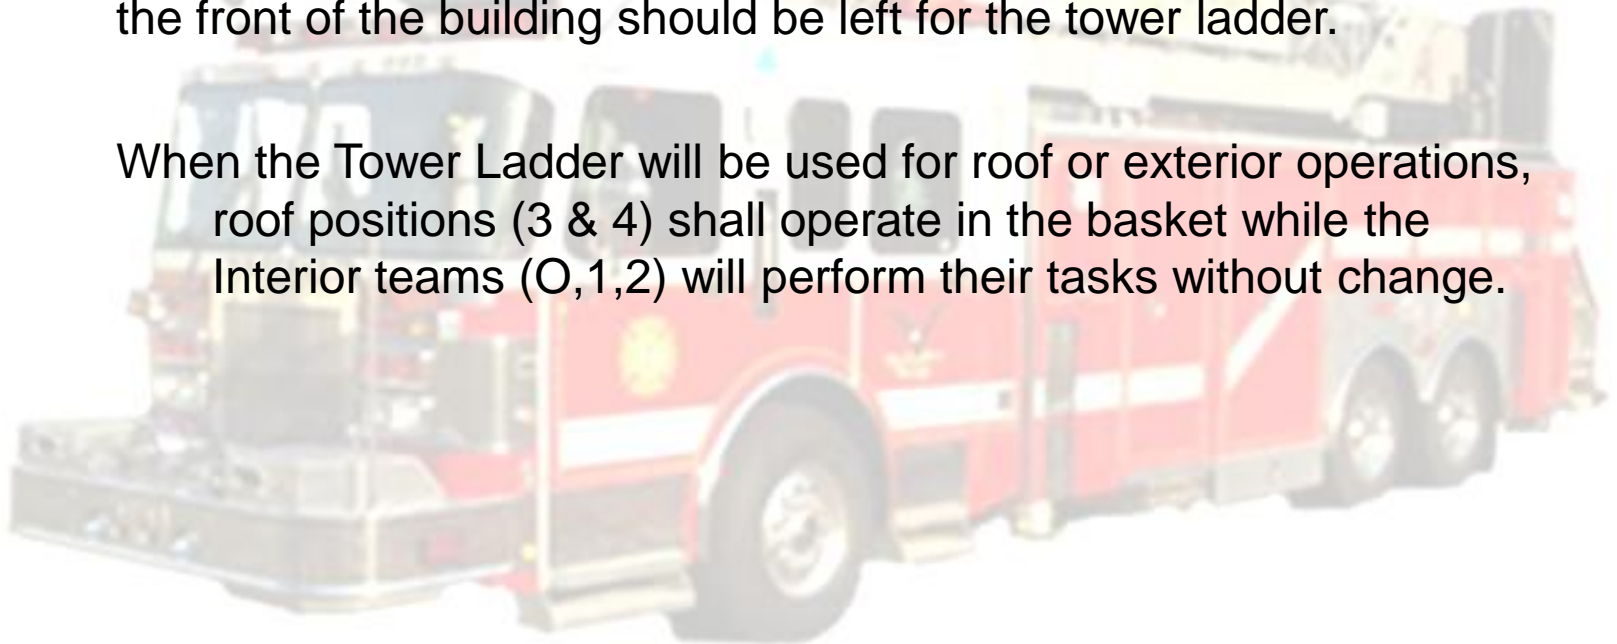 the front of the building should be left for the tower ladder.
When the Tower Ladder will be used for roof or exterior operations,
roof positions (3 & 4) shall operate in the basket while the
Interior teams (O,1,2) will perform their tasks without change.